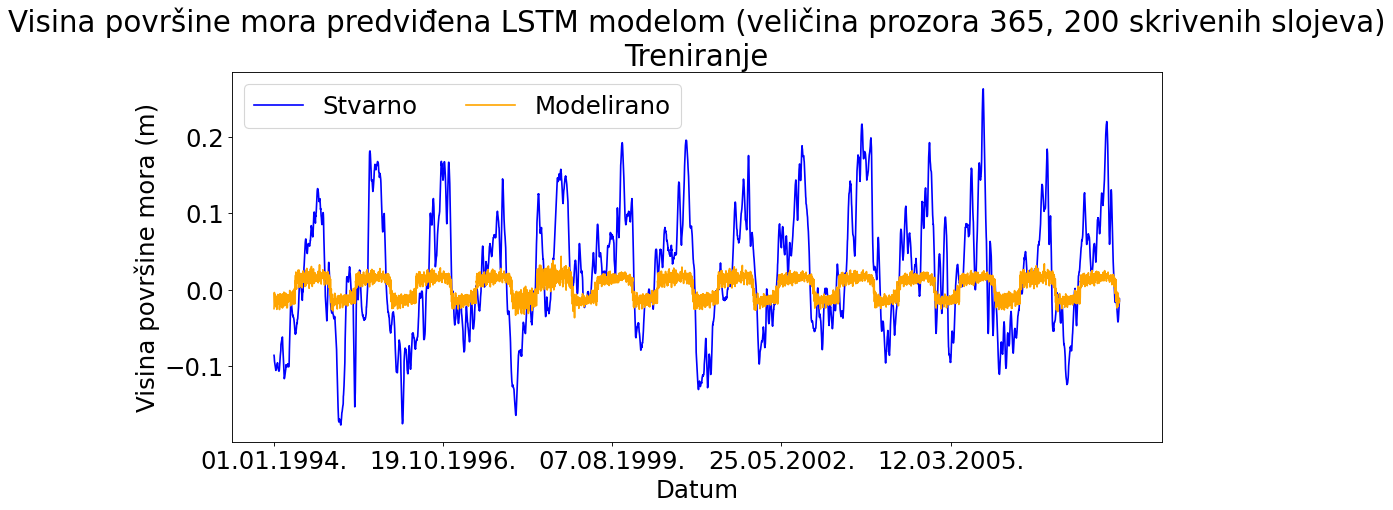 Visina površine mora predviđena LSTM modelom (veličina prozora 365, 200 skrivenih slojeva)
Treniranje
Stvarno
Modelirano
Visina površine mora (m)
0.2
0.1
0.0
−0.1
01.01.1994.
19.10.1996.
07.08.1999.
25.05.2002.
12.03.2005.
Datum